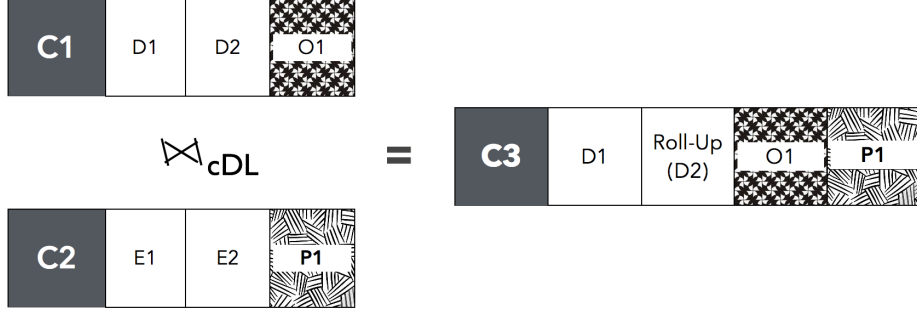 C1 D1 D2 O1
cDL
=
C3 D1 Roll-Up
(D2) O1 P1
C2 E1 E2 P1